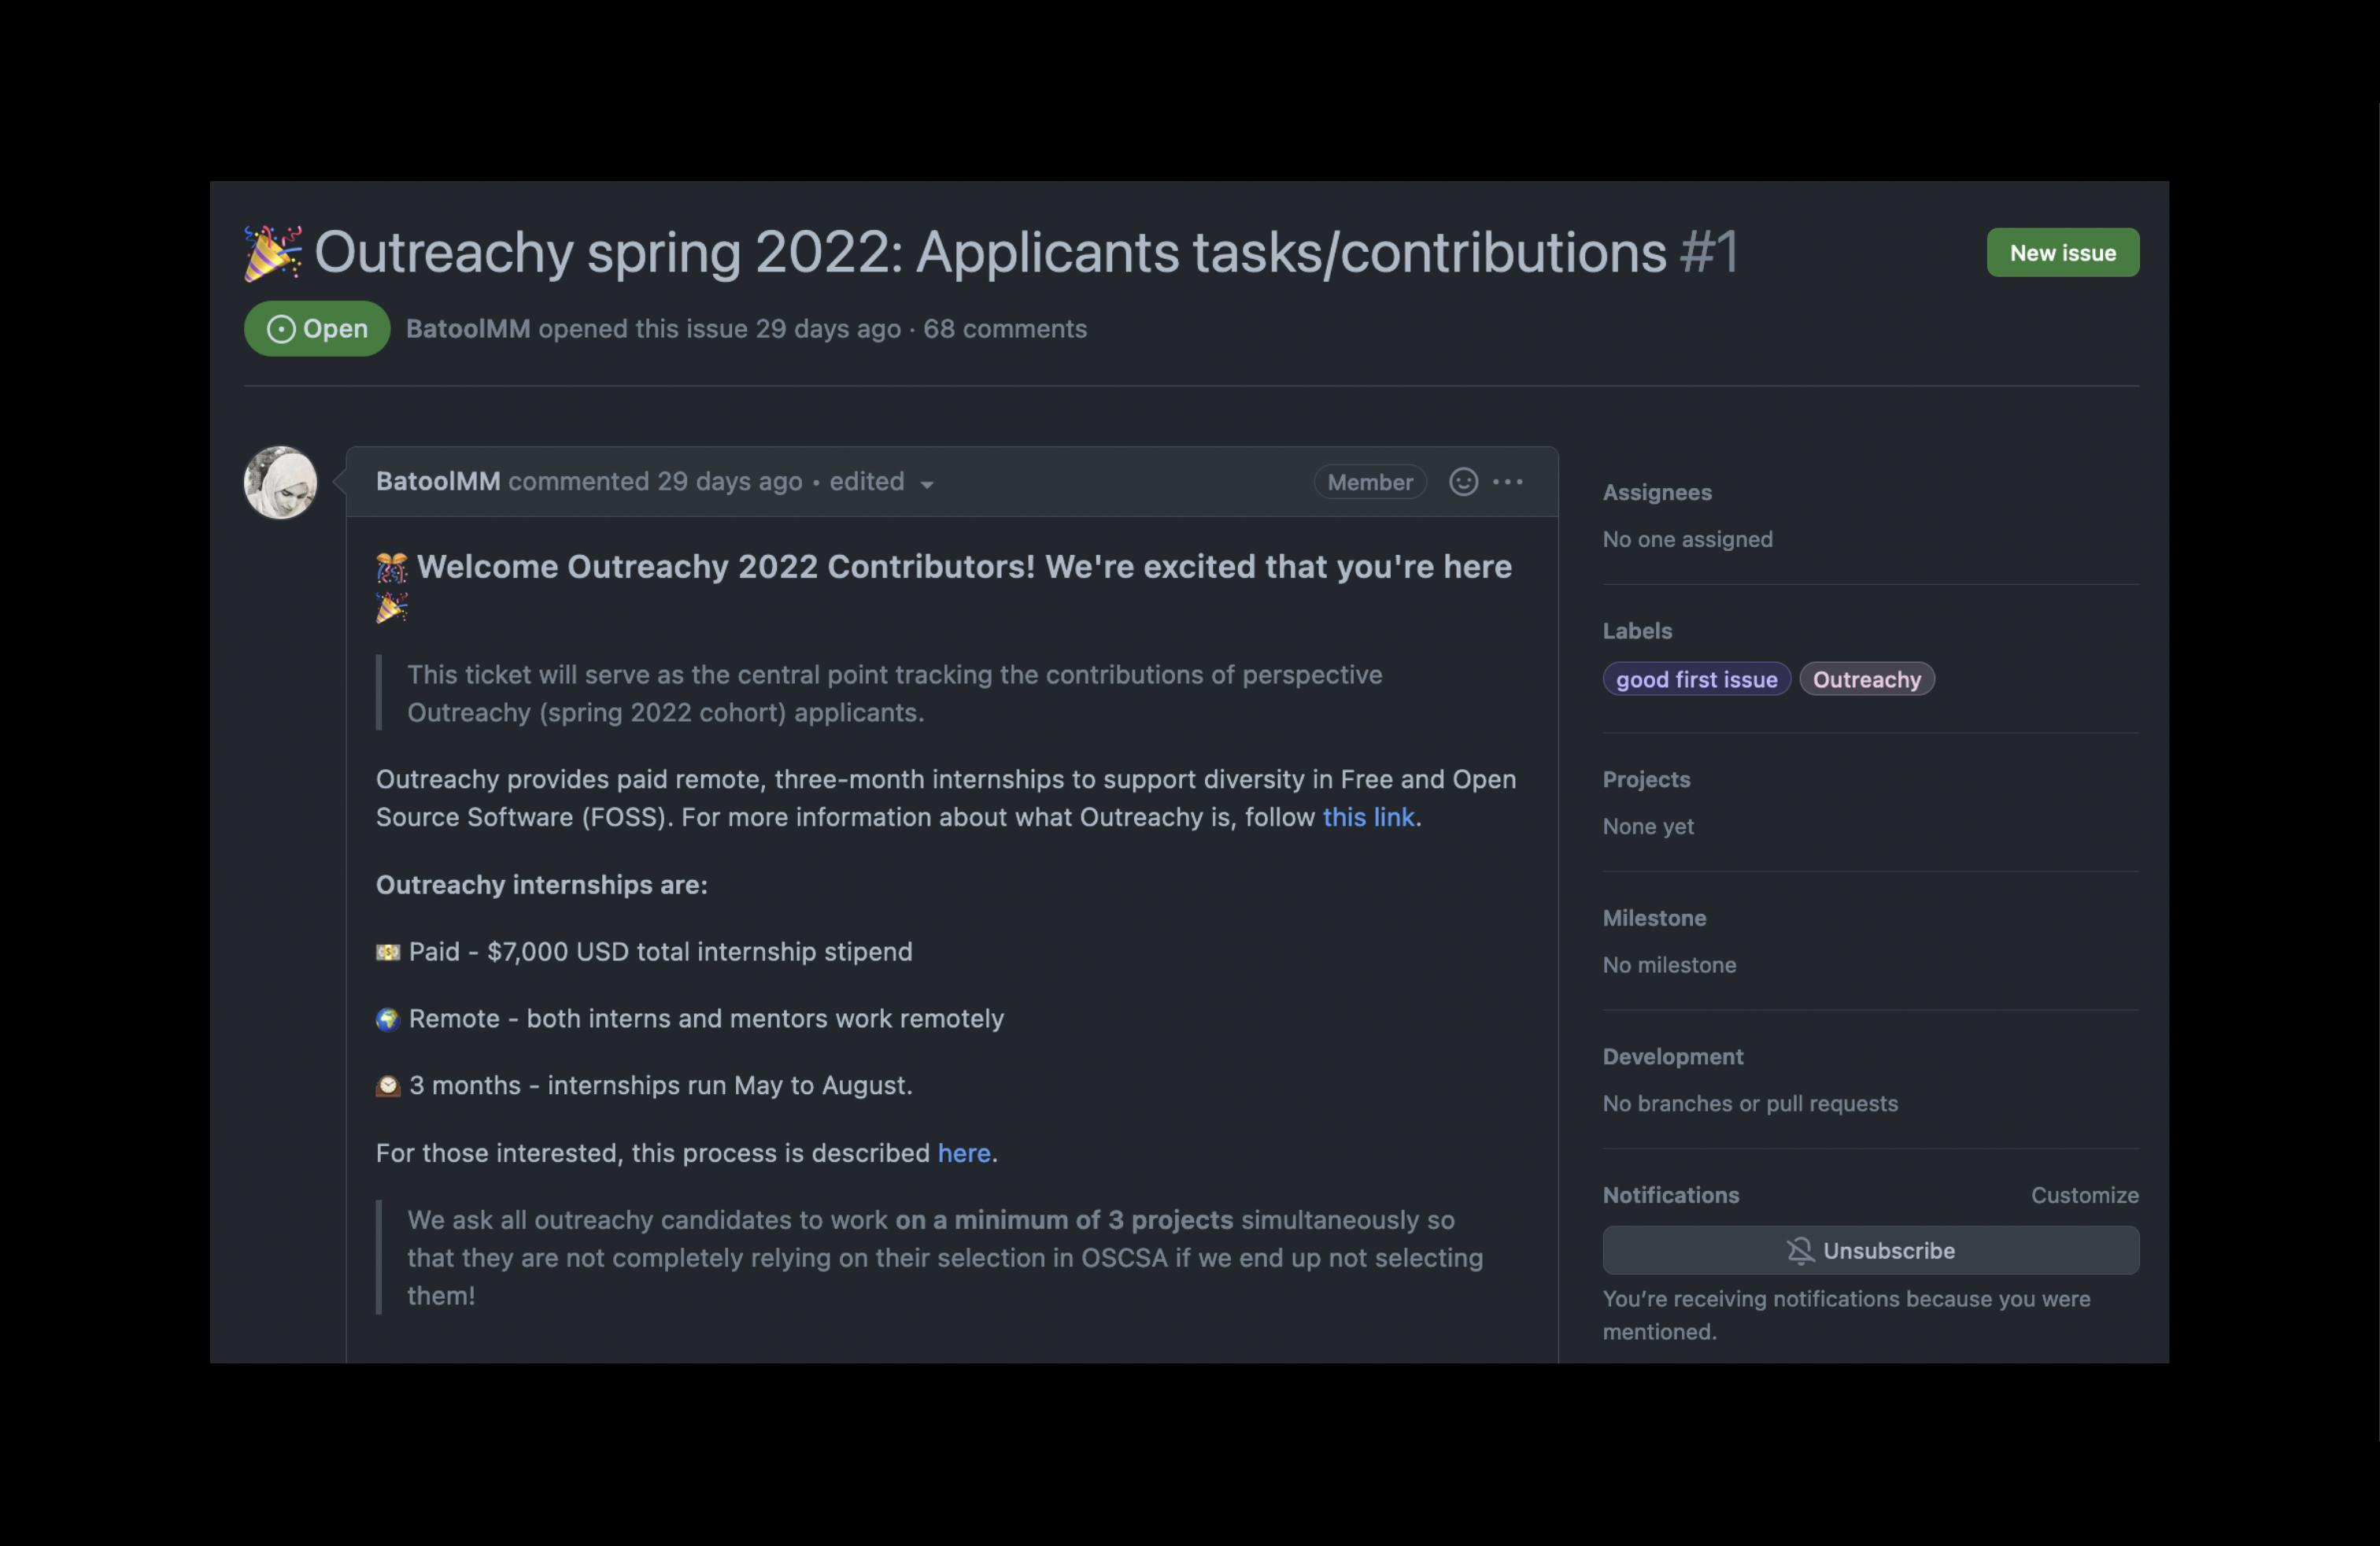 🎉 Outreachy spring 2022: Applicants tasks/contributions #1
New issue
Open
BatoolMM opened this issue 29 days ago · 68 comments
BatoolMM commented 29 days ago • edited
Member
🎊 Welcome Outreachy 2022 Contributors! We're excited that you're here
🎉
This ticket will serve as the central point tracking the contributions of perspective
Outreachy (spring 2022 cohort) applicants.
Outreachy provides paid remote, three-month internships to support diversity in Free and Open
Source Software (FOSS). For more information about what Outreachy is, follow this link.
Outreachy internships are:
💵 Paid - $7,000 USD total internship stipend
🌍 Remote - both interns and mentors work remotely
🕰 3 months - internships run May to August.
For those interested, this process is described here.
We ask all outreachy candidates to work on a minimum of 3 projects simultaneously so
that they are not completely relying on their selection in OSCSA if we end up not selecting
them!
Assignees
No one assigned
Labels
good first issue Outreachy
Projects
None yet
Milestone
No milestone
Development
No branches or pull requests
Notifications Customize
Unsubscribe
You’re receiving notifications because you were
mentioned.